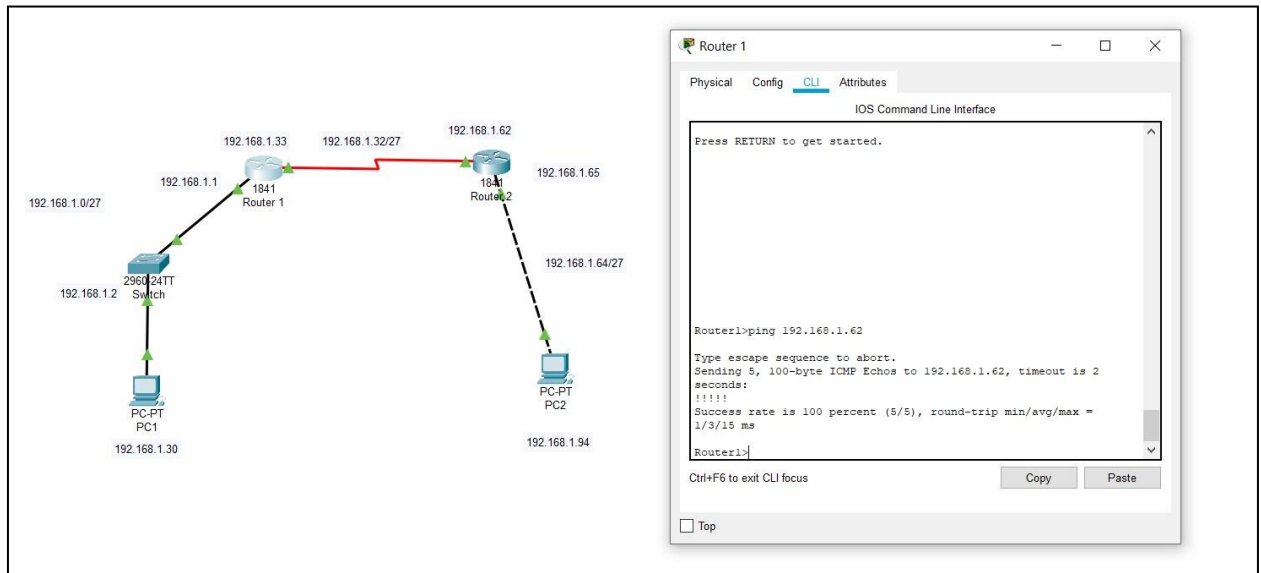 192.168.1.62
192.168.1.33
192.168.1.32/27
192.168.1.65
1841
Router 2
192.168.1.1
1841
Router 1
192.168.1.0/27
192.168.1.64/27
2960-24TT
Switch
192.168.1.2
PC-PT
PC1
192.168.1.30
PC-PT
PC2
192.168.1.94
Router 1
Physical Config CLI Attributes
IOS Command Line Interface
Press RETURN to get started.
Router1>ping 192.168.1.62
Type escape sequence to abort.
Sending 5, 100-byte ICMP Echos to 192.168.1.62, timeout is 2
seconds:
!!!!!
Success rate is 100 percent (5/5), round-trip min/avg/max =
1/3/15 ms
Router1>
Ctrl+F6 to exit CLI focus
Copy Paste
Top